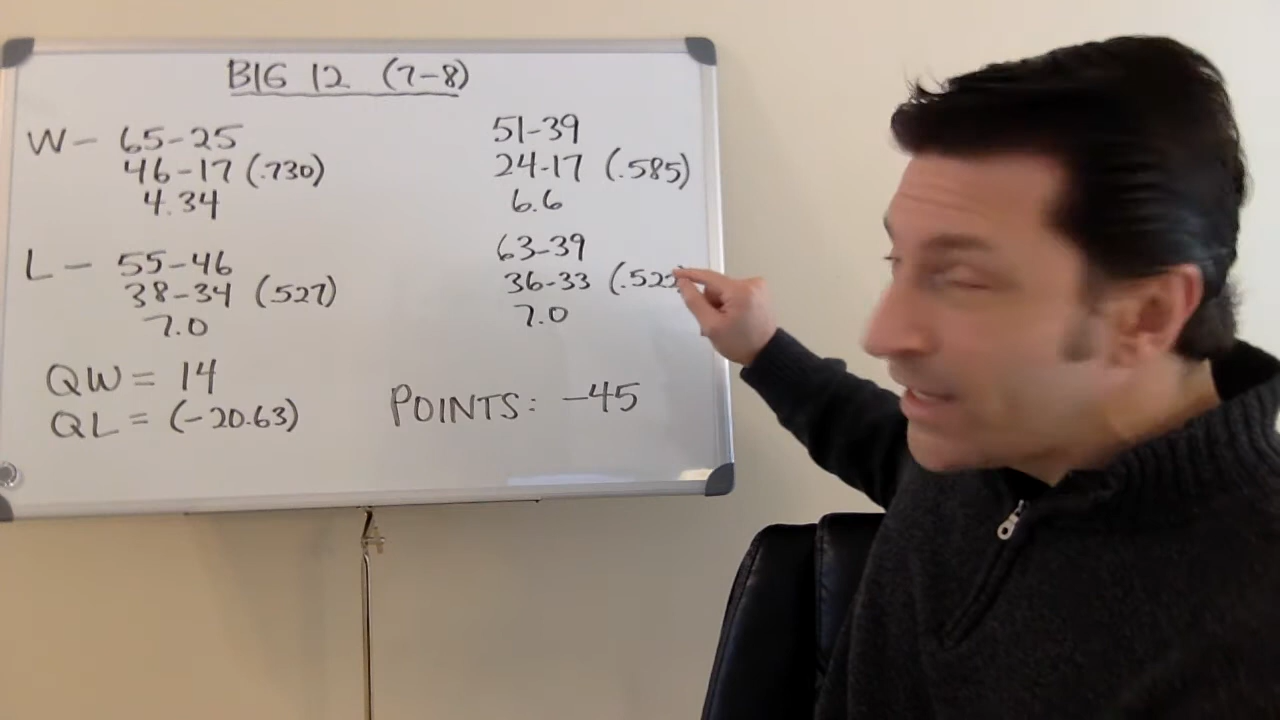 BIG 12 (7-8)
W- 65-25
46-17 (.730)
4.34
51-39
24-17 (.585)
6.6
L- 55-46
38-34 (.527)
7.0
63-39
36-33 (.522)
7.0
QW = 14
QL = (-20.63)
POINTS: -45